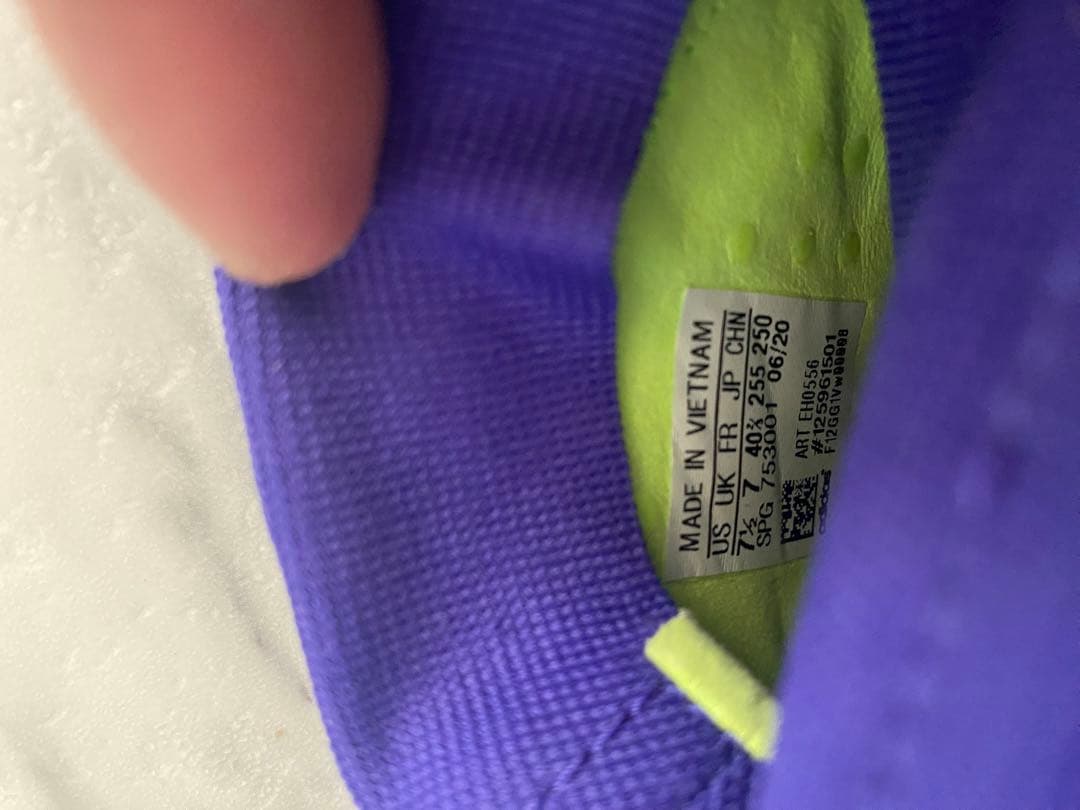 MADE IN VIETNAM
US UK FR JP CHN
7½ 7 40⅔ 255 250
SPG 753001 06/20
ART EH0556
#125961501
adidas